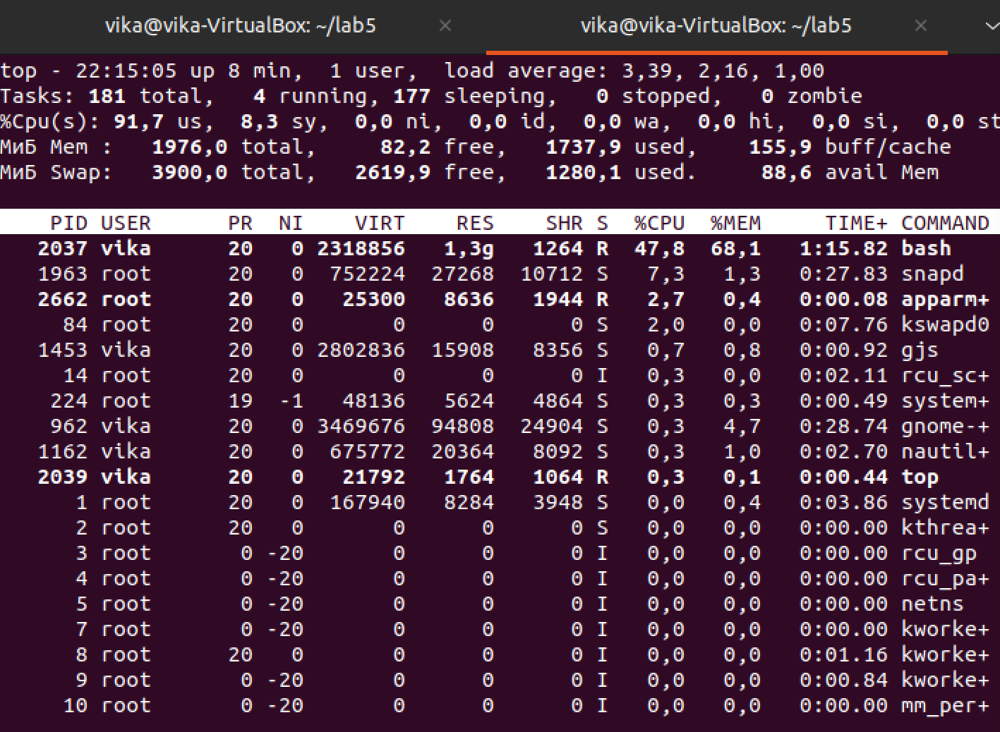 vika@vika-VirtualBox: ~/lab5 × vika@vika-VirtualBox: ~/lab5 ×
top - 22:15:05 up 8 min,  1 user,  load average: 3,39, 2,16, 1,00
Tasks: 181 total,   4 running, 177 sleeping,   0 stopped,   0 zombie
%Cpu(s): 91,7 us,  8,3 sy,  0,0 ni,  0,0 id,  0,0 wa,  0,0 hi,  0,0 si,  0,0 st
МиБ Mem :   1976,0 total,     82,2 free,   1737,9 used,    155,9 buff/cache
МиБ Swap:   3900,0 total,   2619,9 free,   1280,1 used.     88,6 avail Mem
PID USER      PR  NI    VIRT    RES    SHR S  %CPU  %MEM     TIME+ COMMAND
2037 vika      20   0 2318856   1,3g   1264 R  47,8  68,1   1:15.82 bash
1963 root      20   0  752224  27268  10712 S   7,3   1,3   0:27.83 snapd
2662 root      20   0   25300   8636   1944 R   2,7   0,4   0:00.08 apparm+
84 root      20   0       0      0      0 S   2,0   0,0   0:07.76 kswapd0
1453 vika      20   0 2802836  15908   8356 S   0,7   0,8   0:00.92 gjs
14 root      20   0       0      0      0 I   0,3   0,0   0:02.11 rcu_sc+
224 root      19  -1   48136   5624   4864 S   0,3   0,3   0:00.49 system+
962 vika      20   0 3469676  94808  24904 S   0,3   4,7   0:28.74 gnome-+
1162 vika      20   0  675772  20364   8092 S   0,3   1,0   0:02.70 nautil+
2039 vika      20   0   21792   1764   1064 R   0,3   0,1   0:00.44 top
1 root      20   0  167940   8284   3948 S   0,0   0,4   0:03.86 systemd
2 root      20   0       0      0      0 S   0,0   0,0   0:00.00 kthrea+
3 root       0 -20       0      0      0 I   0,0   0,0   0:00.00 rcu_gp
4 root       0 -20       0      0      0 I   0,0   0,0   0:00.00 rcu_pa+
5 root       0 -20       0      0      0 I   0,0   0,0   0:00.00 netns
7 root       0 -20       0      0      0 I   0,0   0,0   0:00.00 kworke+
8 root      20   0       0      0      0 I   0,0   0,0   0:01.16 kworke+
9 root       0 -20       0      0      0 I   0,0   0,0   0:00.84 kworke+
10 root       0 -20       0      0      0 I   0,0   0,0   0:00.00 mm_per+